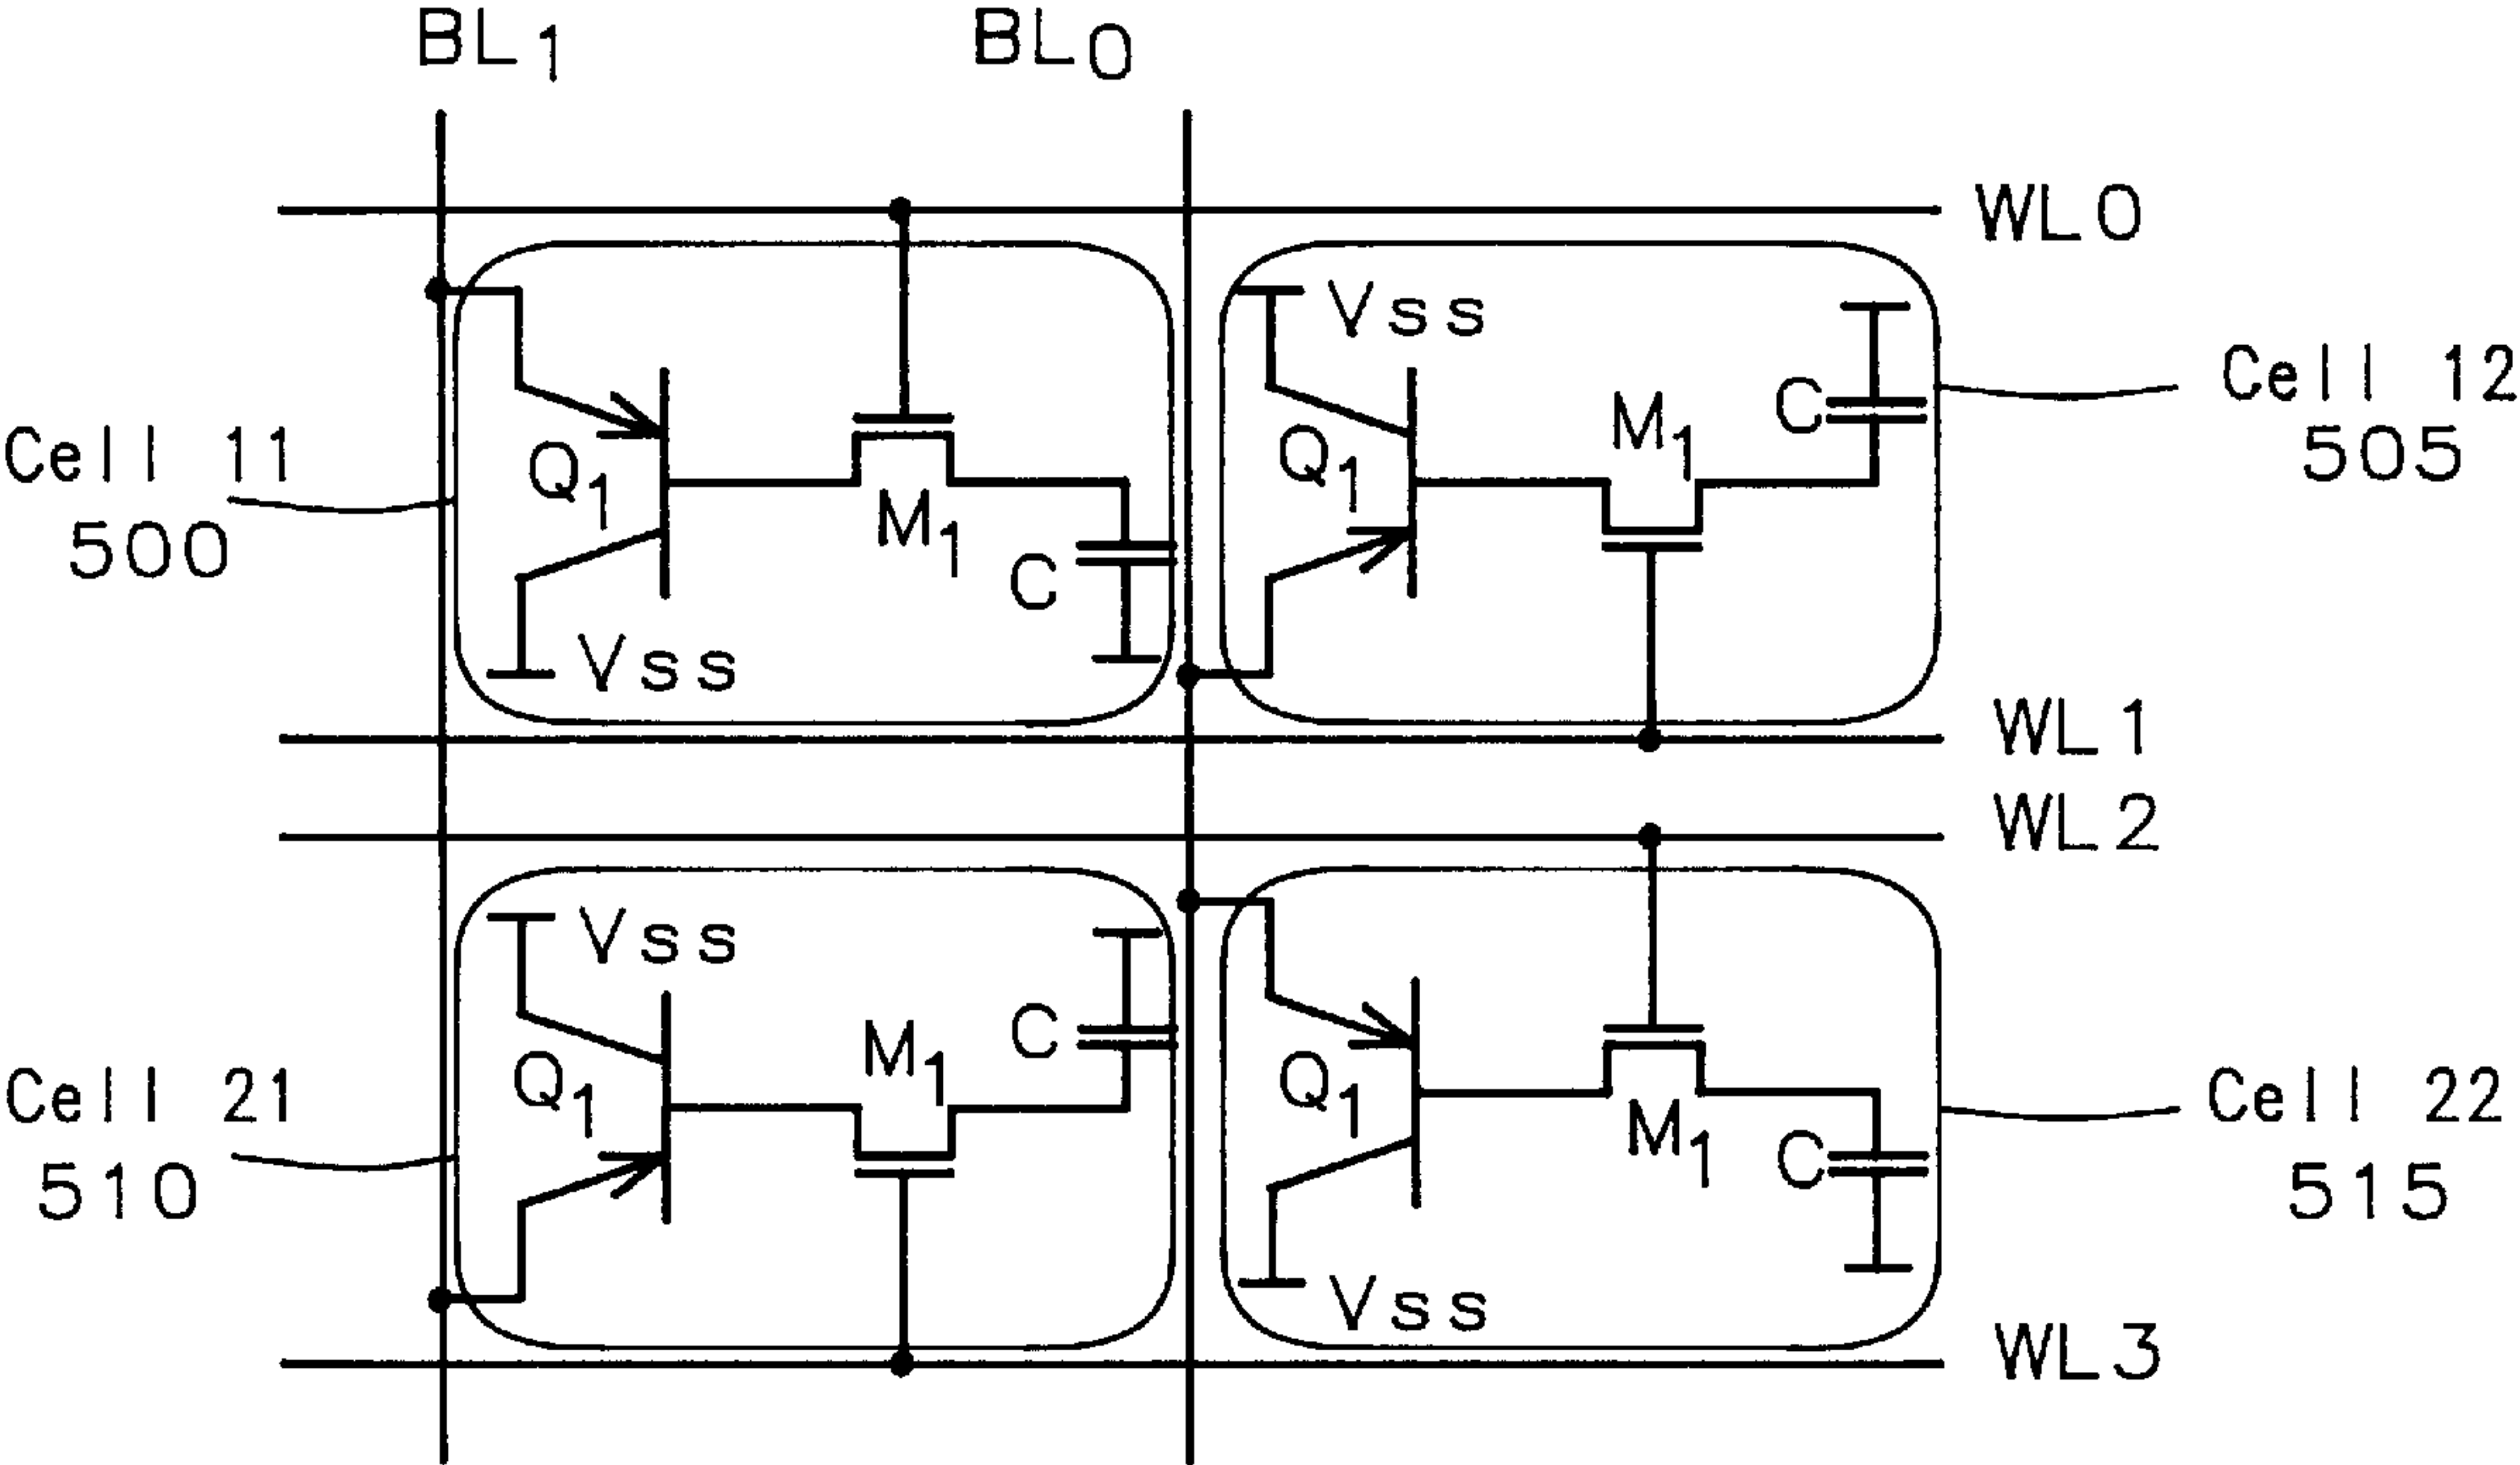 BL1 BL0
WL0
Vss
Cell 12
505
C
M1
Q1
Cell 11
500
Q1
M1
C
Vss
WL1
WL2
Vss
C
M1
Q1
Cell 21
510
Q1
M1
C
Cell 22
515
Vss
WL3